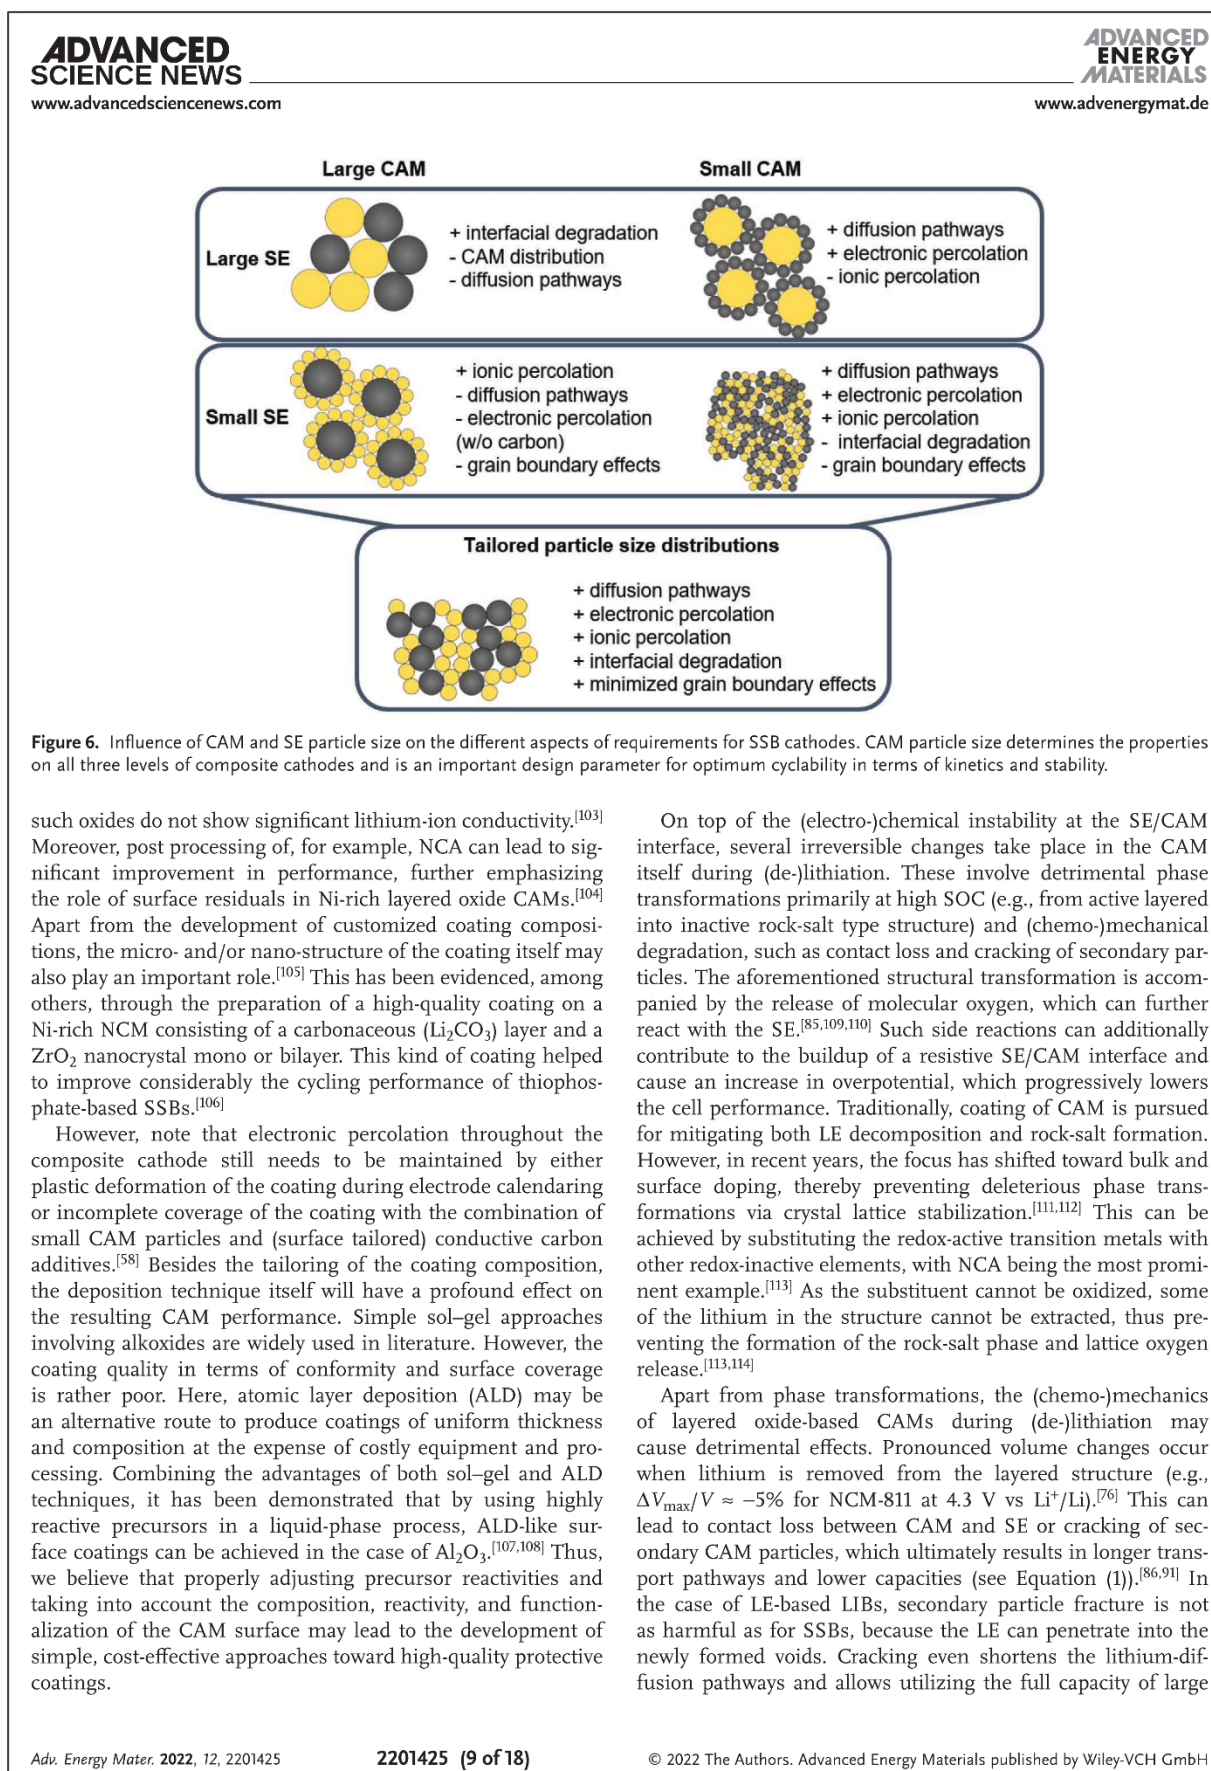 ADVANCED
SCIENCE NEWS
www.advancedsciencenews.com
ADVANCED
ENERGY
MATERIALS
www.advenergymat.de
Large CAM
Small CAM
Large SE
+ interfacial degradation
- CAM distribution
- diffusion pathways
+ diffusion pathways
+ electronic percolation
- ionic percolation
Small SE
+ ionic percolation
- diffusion pathways
- electronic percolation
(w/o carbon)
- grain boundary effects
+ diffusion pathways
+ electronic percolation
+ ionic percolation
- interfacial degradation
- grain boundary effects
Tailored particle size distributions
+ diffusion pathways
+ electronic percolation
+ ionic percolation
+ interfacial degradation
+ minimized grain boundary effects
Figure 6. Influence of CAM and SE particle size on the different aspects of requirements for SSB cathodes. CAM particle size determines the properties
on all three levels of composite cathodes and is an important design parameter for optimum cyclability in terms of kinetics and stability.
such oxides do not show significant lithium-ion conductivity.[103]
Moreover, post processing of, for example, NCA can lead to sig-
nificant improvement in performance, further emphasizing
the role of surface residuals in Ni-rich layered oxide CAMs.[104]
Apart from the development of customized coating composi-
tions, the micro- and/or nano-structure of the coating itself may
also play an important role.[105] This has been evidenced, among
others, through the preparation of a high-quality coating on a
Ni-rich NCM consisting of a carbonaceous (Li₂CO₃) layer and a
ZrO₂ nanocrystal mono or bilayer. This kind of coating helped
to improve considerably the cycling performance of thiophos-
phate-based SSBs.[106]
However, note that electronic percolation throughout the
composite cathode still needs to be maintained by either
plastic deformation of the coating during electrode calendaring
or incomplete coverage of the coating with the combination of
small CAM particles and (surface tailored) conductive carbon
additives.[58] Besides the tailoring of the coating composition,
the deposition technique itself will have a profound effect on
the resulting CAM performance. Simple sol–gel approaches
involving alkoxides are widely used in literature. However, the
coating quality in terms of conformity and surface coverage
is rather poor. Here, atomic layer deposition (ALD) may be
an alternative route to produce coatings of uniform thickness
and composition at the expense of costly equipment and pro-
cessing. Combining the advantages of both sol–gel and ALD
techniques, it has been demonstrated that by using highly
reactive precursors in a liquid-phase process, ALD-like sur-
face coatings can be achieved in the case of Al₂O₃.[107,108] Thus,
we believe that properly adjusting precursor reactivities and
taking into account the composition, reactivity, and function-
alization of the CAM surface may lead to the development of
simple, cost-effective approaches toward high-quality protective
coatings.
On top of the (electro-)chemical instability at the SE/CAM
interface, several irreversible changes take place in the CAM
itself during (de-)lithiation. These involve detrimental phase
transformations primarily at high SOC (e.g., from active layered
into inactive rock-salt type structure) and (chemo-)mechanical
degradation, such as contact loss and cracking of secondary par-
ticles. The aforementioned structural transformation is accom-
panied by the release of molecular oxygen, which can further
react with the SE.[85,109,110] Such side reactions can additionally
contribute to the buildup of a resistive SE/CAM interface and
cause an increase in overpotential, which progressively lowers
the cell performance. Traditionally, coating of CAM is pursued
for mitigating both LE decomposition and rock-salt formation.
However, in recent years, the focus has shifted toward bulk and
surface doping, thereby preventing deleterious phase trans-
formations via crystal lattice stabilization.[111,112] This can be
achieved by substituting the redox-active transition metals with
other redox-inactive elements, with NCA being the most promi-
nent example.[113] As the substituent cannot be oxidized, some
of the lithium in the structure cannot be extracted, thus pre-
venting the formation of the rock-salt phase and lattice oxygen
release.[113,114]
Apart from phase transformations, the (chemo-)mechanics
of layered oxide-based CAMs during (de-)lithiation may
cause detrimental effects. Pronounced volume changes occur
when lithium is removed from the layered structure (e.g.,
ΔVmax/V ≈ −5% for NCM-811 at 4.3 V vs Li⁺/Li).[76] This can
lead to contact loss between CAM and SE or cracking of sec-
ondary CAM particles, which ultimately results in longer trans-
port pathways and lower capacities (see Equation (1)).[86,91] In
the case of LE-based LIBs, secondary particle fracture is not
as harmful as for SSBs, because the LE can penetrate into the
newly formed voids. Cracking even shortens the lithium-dif-
fusion pathways and allows utilizing the full capacity of large
Adv. Energy Mater. 2022, 12, 2201425
2201425 (9 of 18)
© 2022 The Authors. Advanced Energy Materials published by Wiley-VCH GmbH